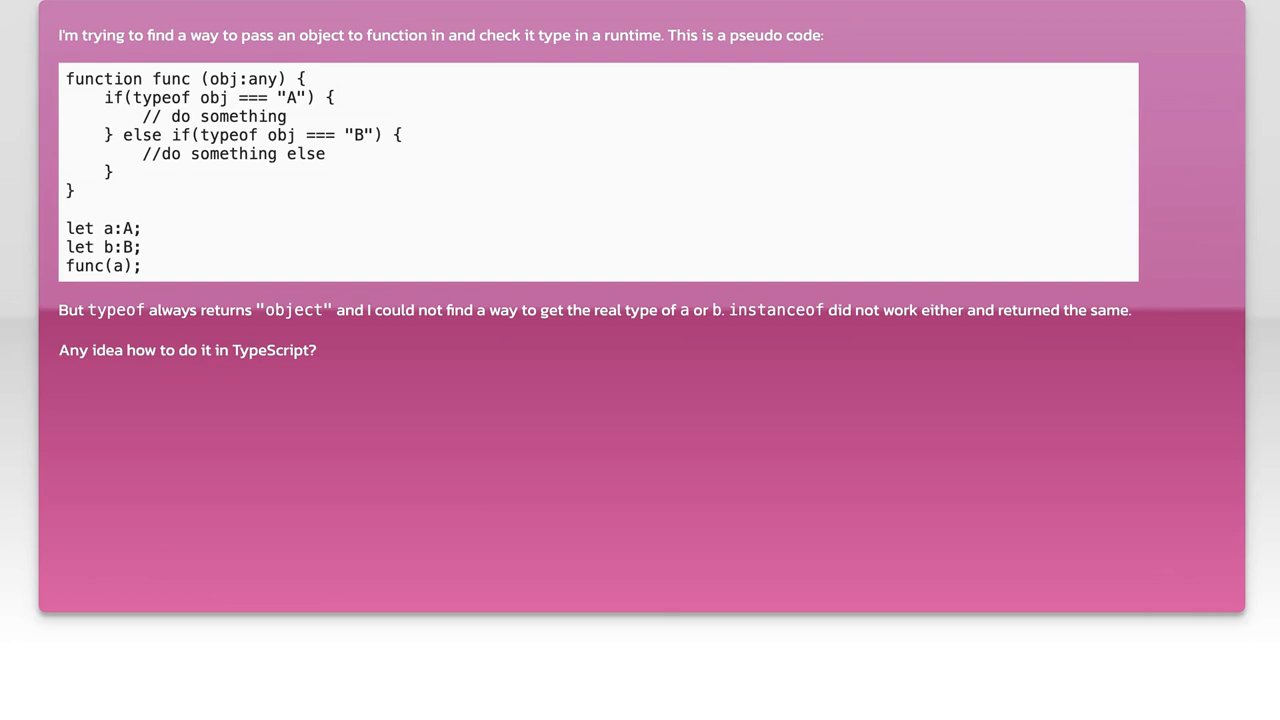 I'm trying to find a way to pass an object to function in and check it type in a runtime. This is a pseudo code:
function func (obj:any) {
    if(typeof obj === "A") {
        // do something
    } else if(typeof obj === "B") {
        //do something else
    }
}

let a:A;
let b:B;
func(a);
But typeof always returns "object" and I could not find a way to get the real type of a or b. instanceof did not work either and returned the same.
Any idea how to do it in TypeScript?